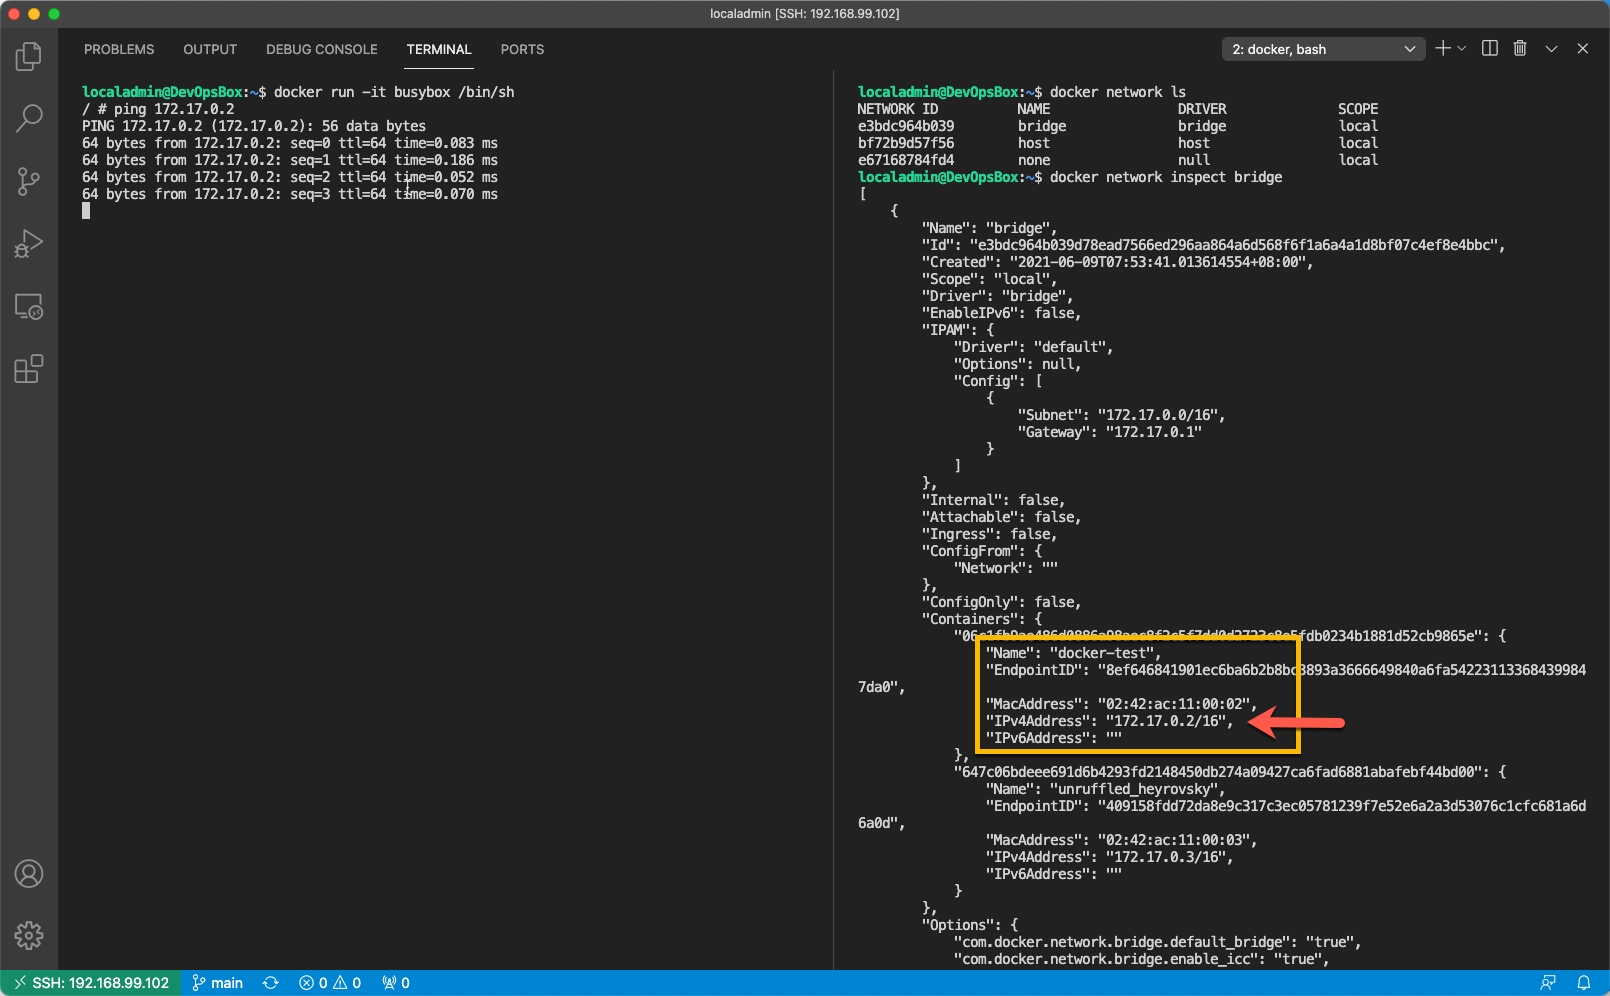 localadmin [SSH: 192.168.99.102]
PROBLEMS OUTPUT DEBUG CONSOLE TERMINAL PORTS
2: docker, bash
localadmin@DevOpsBox:~$ docker run -it busybox /bin/sh
/ # ping 172.17.0.2
PING 172.17.0.2 (172.17.0.2): 56 data bytes
64 bytes from 172.17.0.2: seq=0 ttl=64 time=0.083 ms
64 bytes from 172.17.0.2: seq=1 ttl=64 time=0.186 ms
64 bytes from 172.17.0.2: seq=2 ttl=64 time=0.052 ms
64 bytes from 172.17.0.2: seq=3 ttl=64 time=0.070 ms
localadmin@DevOpsBox:~$ docker network ls
NETWORK ID NAME DRIVER SCOPE
e3bdc964b039 bridge bridge local
bf72b9d57f56 host host local
e67168784fd4 none null local
localadmin@DevOpsBox:~$ docker network inspect bridge
[
{
"Name": "bridge",
"Id": "e3bdc964b039d78ead7566ed296aa864a6d568f6f1a6a4a1d8bf07c4ef8e4bbc",
"Created": "2021-06-09T07:53:41.013614554+08:00",
"Scope": "local",
"Driver": "bridge",
"EnableIPv6": false,
"IPAM": {
"Driver": "default",
"Options": null,
"Config": [
{
"Subnet": "172.17.0.0/16",
"Gateway": "172.17.0.1"
}
]
},
"Internal": false,
"Attachable": false,
"Ingress": false,
"ConfigFrom": {
"Network": ""
},
"ConfigOnly": false,
"Containers": {
": {
"Name": "docker-test",
"EndpointID": "8ef646841901ec6ba6b2b8bc3893a3666649840a6fa54223113368439984
7da0",
"MacAddress": "02:42:ac:11:00:02",
"IPv4Address": "172.17.0.2/16",
"IPv6Address": ""
},
"647c06bdeee691d6b4293fd2148450db274a09427ca6fad6881abafebf44bd00": {
"Name": "unruffled_heyrovsky",
"EndpointID": "409158fdd72da8e9c317c3ec05781239f7e52e6a2a3d53076c1cfc681a6d
6a0d",
"MacAddress": "02:42:ac:11:00:03",
"IPv4Address": "172.17.0.3/16",
"IPv6Address": ""
}
},
"Options": {
"com.docker.network.bridge.default_bridge": "true",
"com.docker.network.bridge.enable_icc": "true",
SSH: 192.168.99.102 main 0 0 0